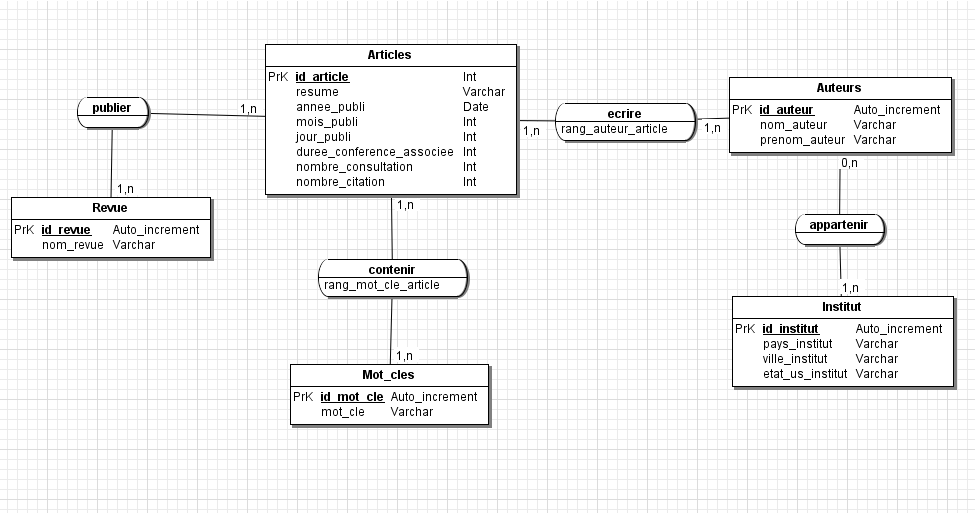 Articles
PrK id_article Int
resume Varchar
annee_publi Date
mois_publi Int
jour_publi Int
duree_conference_associee Int
nombre_consultation Int
nombre_citation Int
publier
1,n
1,n
Revue
PrK id_revue Auto_increment
nom_revue Varchar
1,n
ecrire
rang_auteur_article
1,n
Auteurs
PrK id_auteur Auto_increment
nom_auteur Varchar
prenom_auteur Varchar
0,n
appartenir
1,n
Institut
PrK id_institut Auto_increment
pays_institut Varchar
ville_institut Varchar
etat_us_institut Varchar
1,n
contenir
rang_mot_cle_article
1,n
Mot_cles
PrK id_mot_cle Auto_increment
mot_cle Varchar